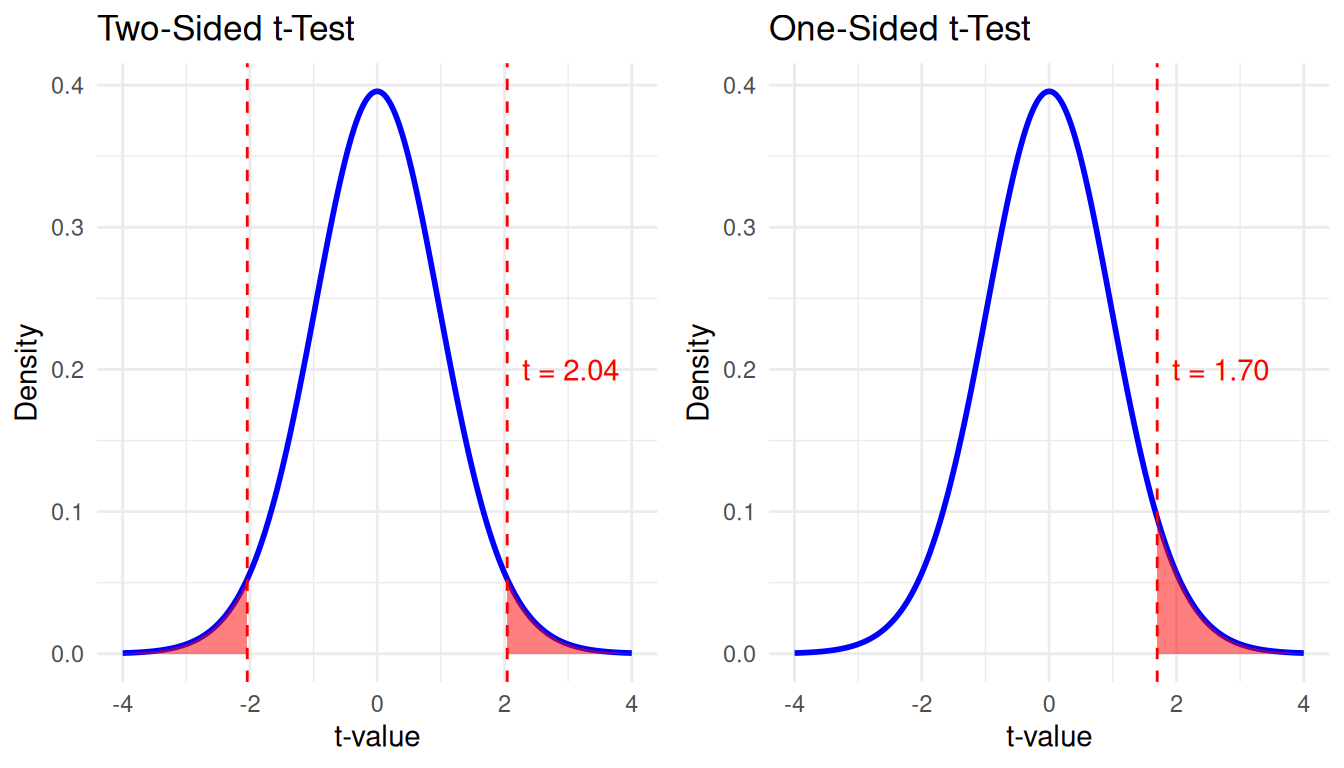 Two-Sided t-Test
0.4
0.3
0.2
0.1
0.0
Density
t = 2.04
-4 -2 0 2 4
t-value
One-Sided t-Test
0.4
0.3
0.2
0.1
0.0
Density
t = 1.70
-4 -2 0 2 4
t-value